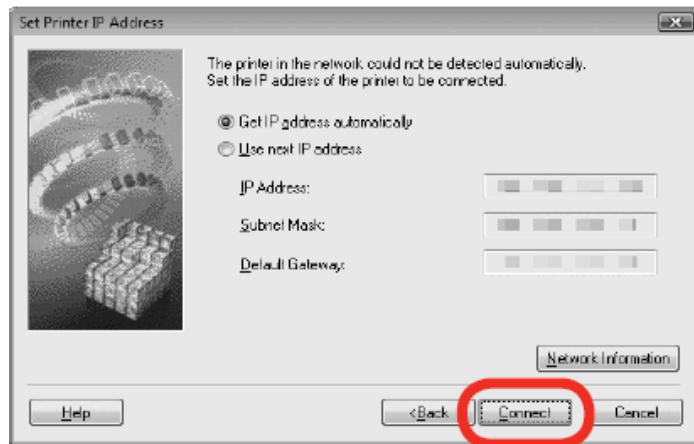 Set Printer IP Address
The printer in the network could not be detected automatically.
Set the IP address of the printer to be connected.
Get IP address automatically
Use next IP address
IP Address:
Subnet Mask:
Default Gateway:
Network Information
Help
<Back
Connect
Cancel